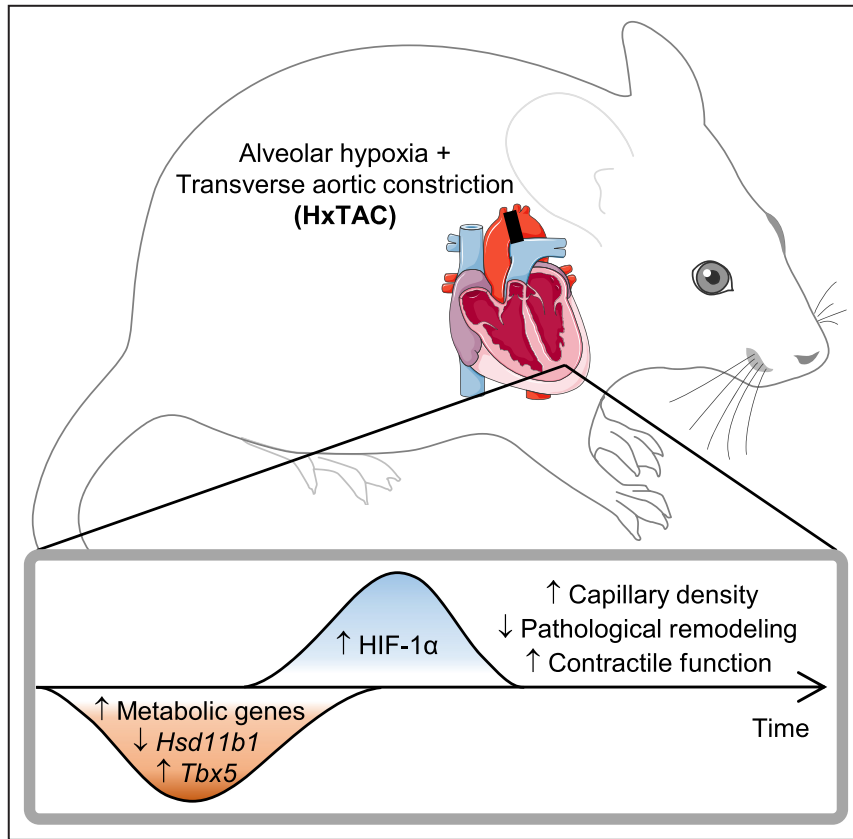 Alveolar hypoxia +
Transverse aortic constriction
(HxTAC)
↑ HIF-1α
↑ Capillary density
↓ Pathological remodeling
↑ Contractile function
↑ Metabolic genes
↓ Hsd11b1
↑ Tbx5
Time